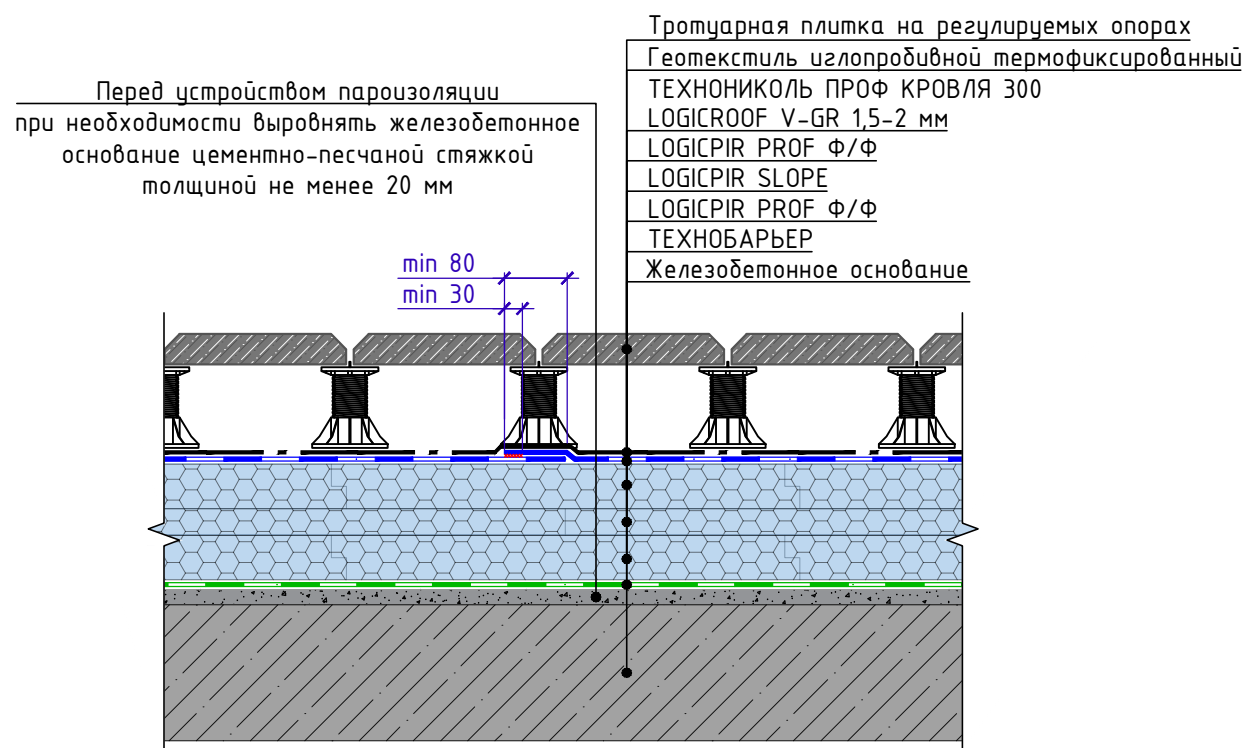 Тротуарная плитка на регулируемых опорах
Геотекстиль иглопробивной термофиксированный
ТЕХНОНИКОЛЬ ПРОФ КРОВЛЯ 300
LOGICROOF V-GR 1,5-2 мм
LOGICPIR PROF Ф/Ф
LOGICPIR SLOPE
LOGICPIR PROF Ф/Ф
ТЕХНОБАРЬЕР
Железобетонное основание
Перед устройством пароизоляции
при необходимости выровнять железобетонное
основание цементно-песчаной стяжкой
толщиной не менее 20 мм
min 80
min 30